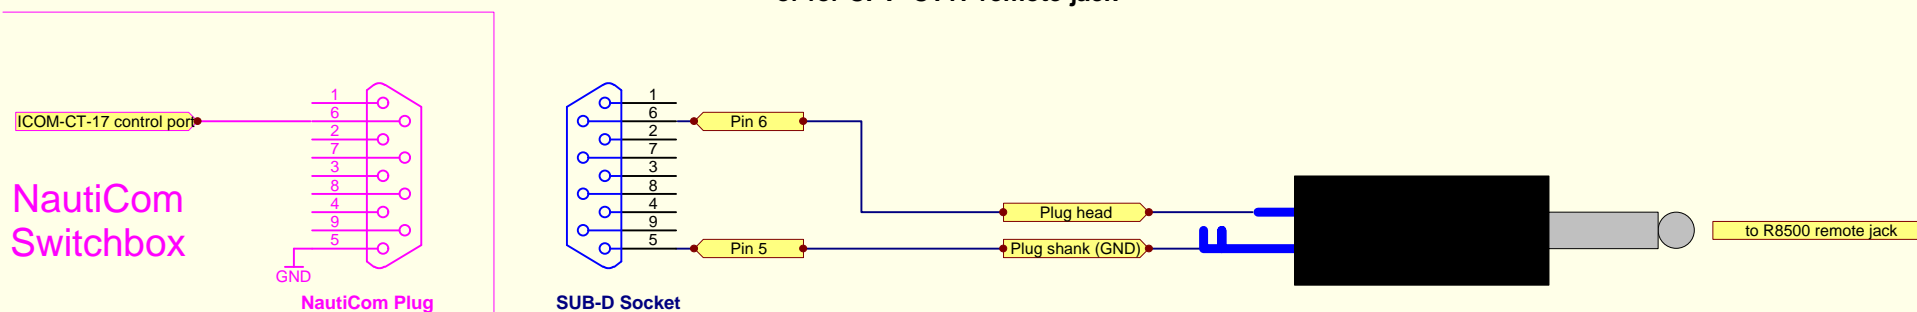 remote jack
1
6
2
7
3
8
4
9
5
ICOM-CT-17 control port
NautiCom
Switchbox
GND
NautiCom Plug
1
6
2
7
3
8
4
9
5
SUB-D Socket
Pin 6
Pin 5
Plug head
Plug shank (GND)
to R8500 remote jack